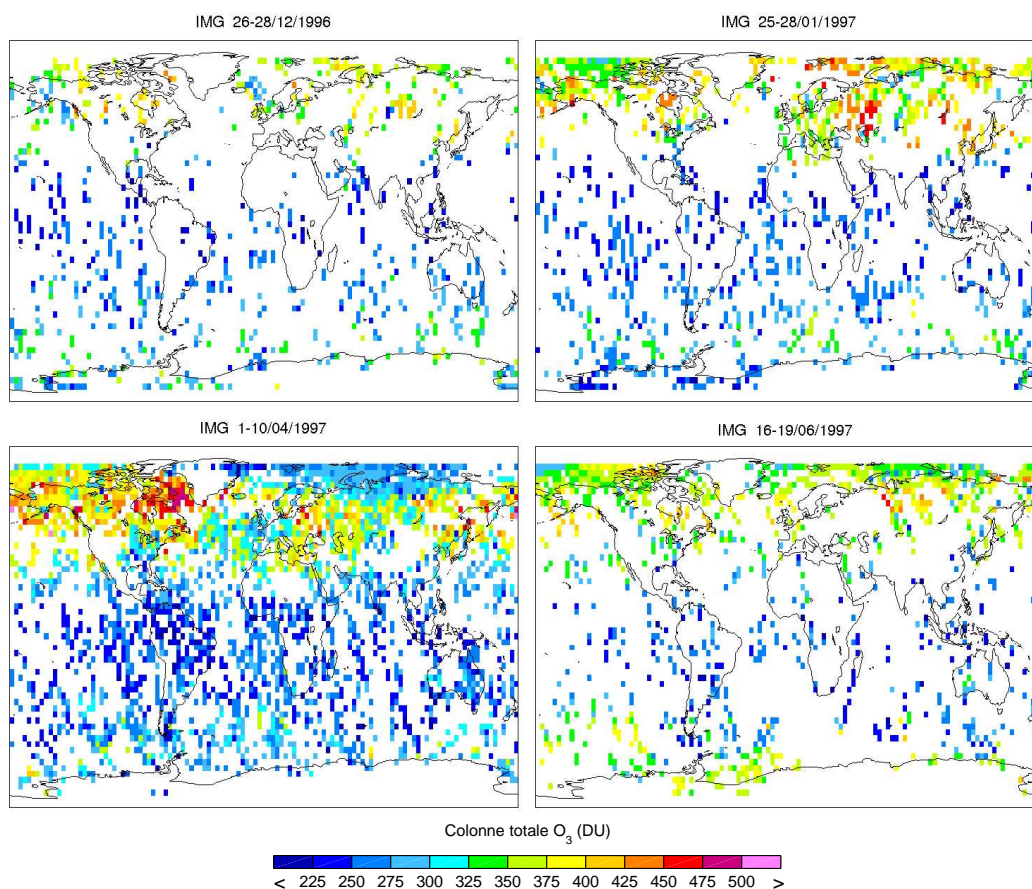 IMG 26-28/12/1996
IMG 25-28/01/1997
IMG 1-10/04/1997
IMG 16-19/06/1997
Colonne totale O3 (DU)
< 225 250 275 300 325 350 375 400 425 450 475 500 >